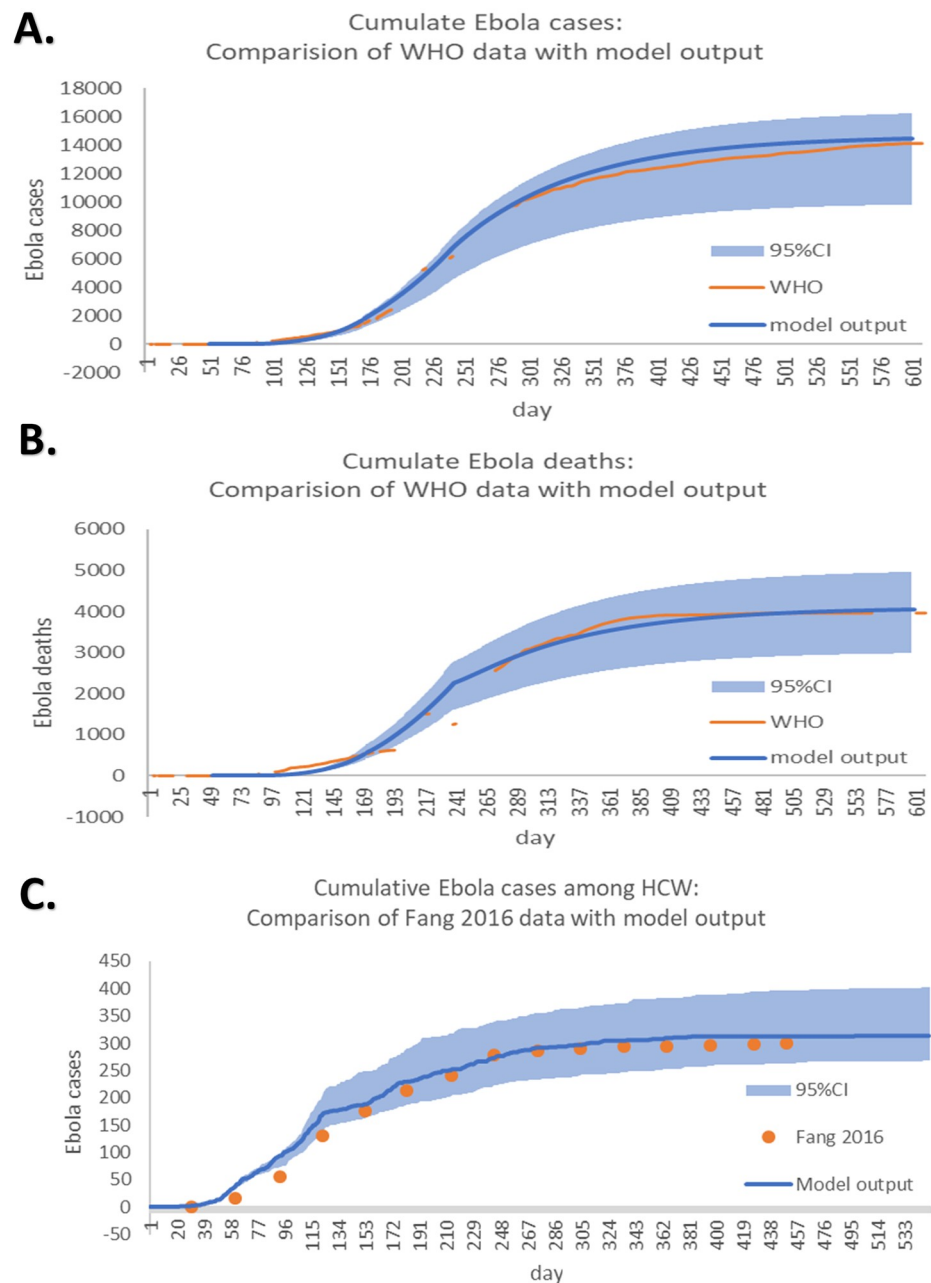 A.
Cumulate Ebola cases:
Comparision of WHO data with model output
18000
16000
14000
12000
10000
8000
6000
4000
2000
0
-2000
Ebola cases
95%CI
WHO
model output
1 26 51 76 101 126 151 176 201 226 251 276 301 326 351 376 401 426 451 476 501 526 551 576 601
day
B.
Cumulate Ebola deaths:
Comparision of WHO data with model output
6000
5000
4000
3000
2000
1000
0
-1000
Ebola deaths
95%CI
WHO
model output
1 25 49 73 97 121 145 169 193 217 241 265 289 313 337 361 385 409 433 457 481 505 529 553 577 601
day
C.
Cumulative Ebola cases among HCW:
Comparison of Fang 2016 data with model output
450
400
350
300
250
200
150
100
50
0
-50
Ebola cases
95%CI
Fang 2016
Model output
1 20 39 58 77 96 115 134 153 172 191 210 229 248 267 286 305 324 343 362 381 400 419 438 457 476 495 514 533
day